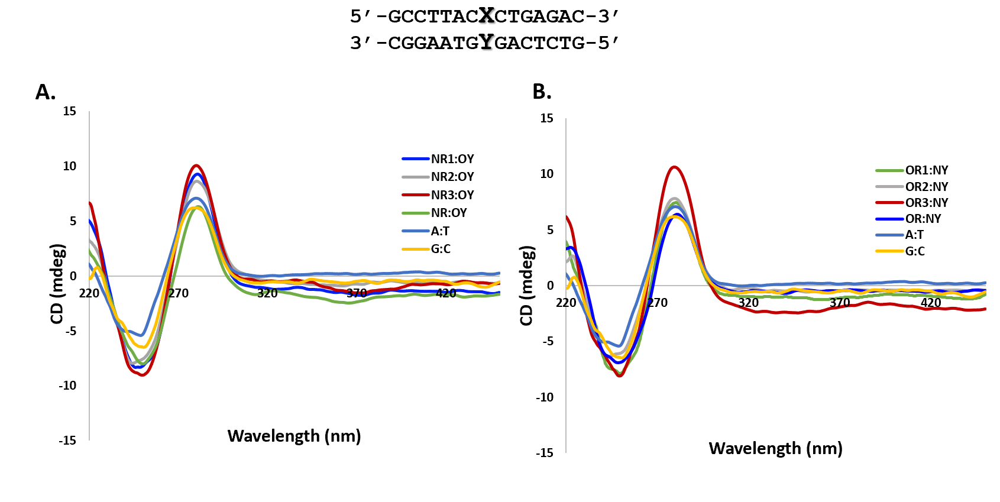 5’-GCCTTACXCTGAGAC-3’
3’-CGGAATGYGACTCTG-5’
A.
15
10
5
0
-5
-10
-15
220
270
320
370
420
CD (mdeg)
Wavelength (nm)
NR1:OY
NR2:OY
NR3:OY
NR:OY
A:T
G:C
B.
15
10
5
0
-5
-10
-15
220
270
320
370
420
CD (mdeg)
Wavelength (nm)
OR1:NY
OR2:NY
OR3:NY
OR:NY
A:T
G:C